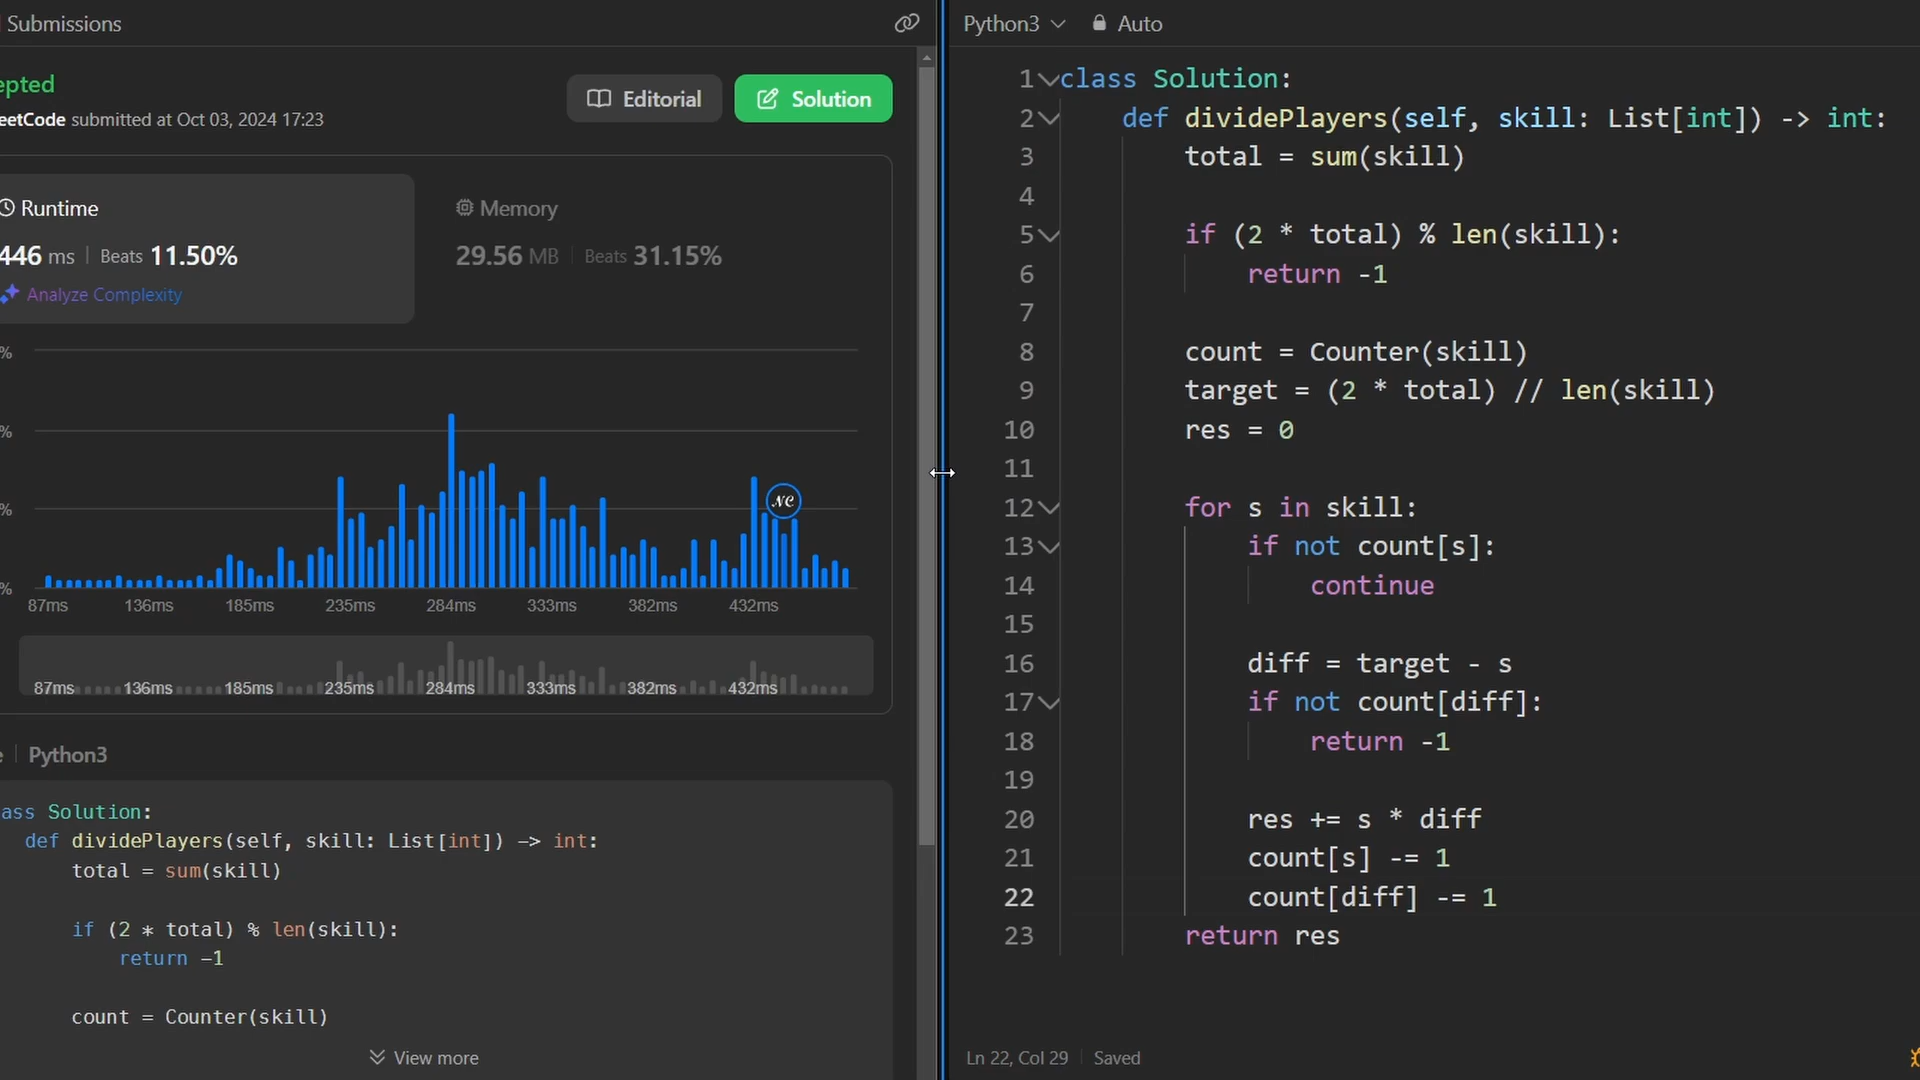 Submissions
epted
Editorial
Solution
eetCode submitted at Oct 03, 2024 17:23
Runtime
446 ms | Beats 11.50%
Analyze Complexity
Memory
29.56 MB | Beats 31.15%
%
%
%
%
NC
87ms 136ms 185ms 235ms 284ms 333ms 382ms 432ms
87ms 136ms 185ms 235ms 284ms 333ms 382ms 432ms
e | Python3
ass Solution:
def dividePlayers(self, skill: List[int]) -> int:
total = sum(skill)
if (2 * total) % len(skill):
return -1
count = Counter(skill)
View more
Python3 Auto
1 class Solution:
2 def dividePlayers(self, skill: List[int]) -> int:
3 total = sum(skill)
4
5 if (2 * total) % len(skill):
6 return -1
7
8 count = Counter(skill)
9 target = (2 * total) // len(skill)
10 res = 0
11
12 for s in skill:
13 if not count[s]:
14 continue
15
16 diff = target - s
17 if not count[diff]:
18 return -1
19
20 res += s * diff
21 count[s] -= 1
22 count[diff] -= 1
23 return res
Ln 22, Col 29 | Saved